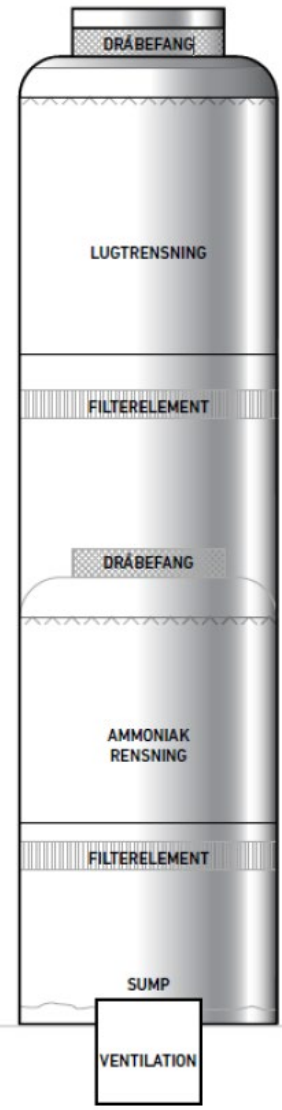 DRÅBEFANG
LUGTRENSNING
FILTERELEMENT
DRÅBEFANG
AMMONIAK
RENSNING
FILTERELEMENT
SUMP
VENTILATION